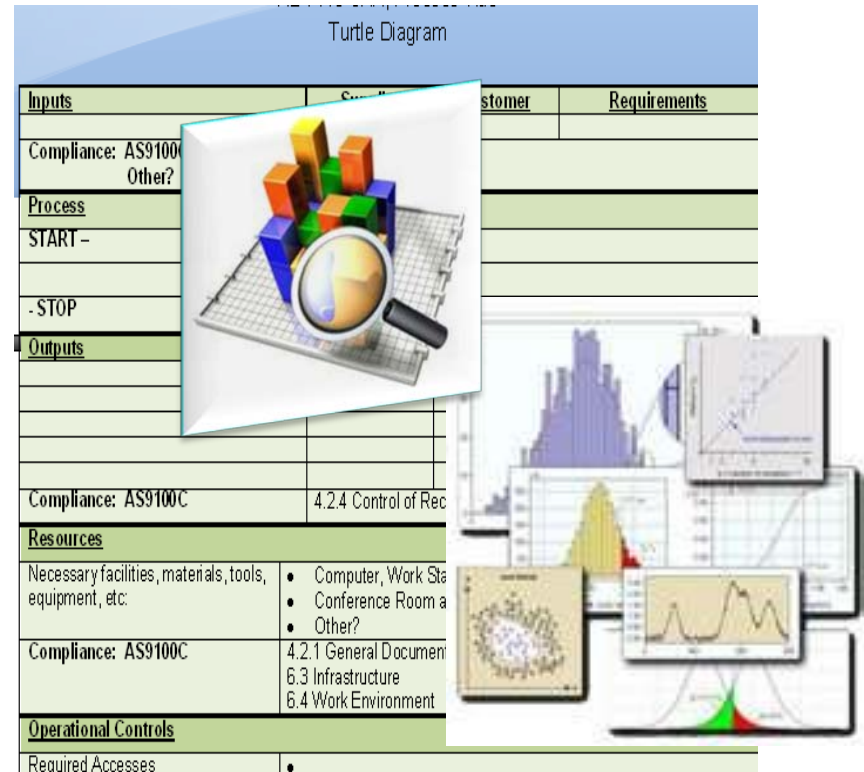 Turtle Diagram
Inputs stomer Requirements
Compliance: AS9100
Other?
Process
START –
- STOP
Outputs
Compliance: AS9100C 4.2.4 Control of Rec
Resources
Necessary facilities, materials, tools, • Computer, Work Sta
equipment, etc: • Conference Room a
• Other?
Compliance: AS9100C 4.2.1 General Document
6.3 Infrastructure
6.4 Work Environment
Operational Controls
Required Accesses •